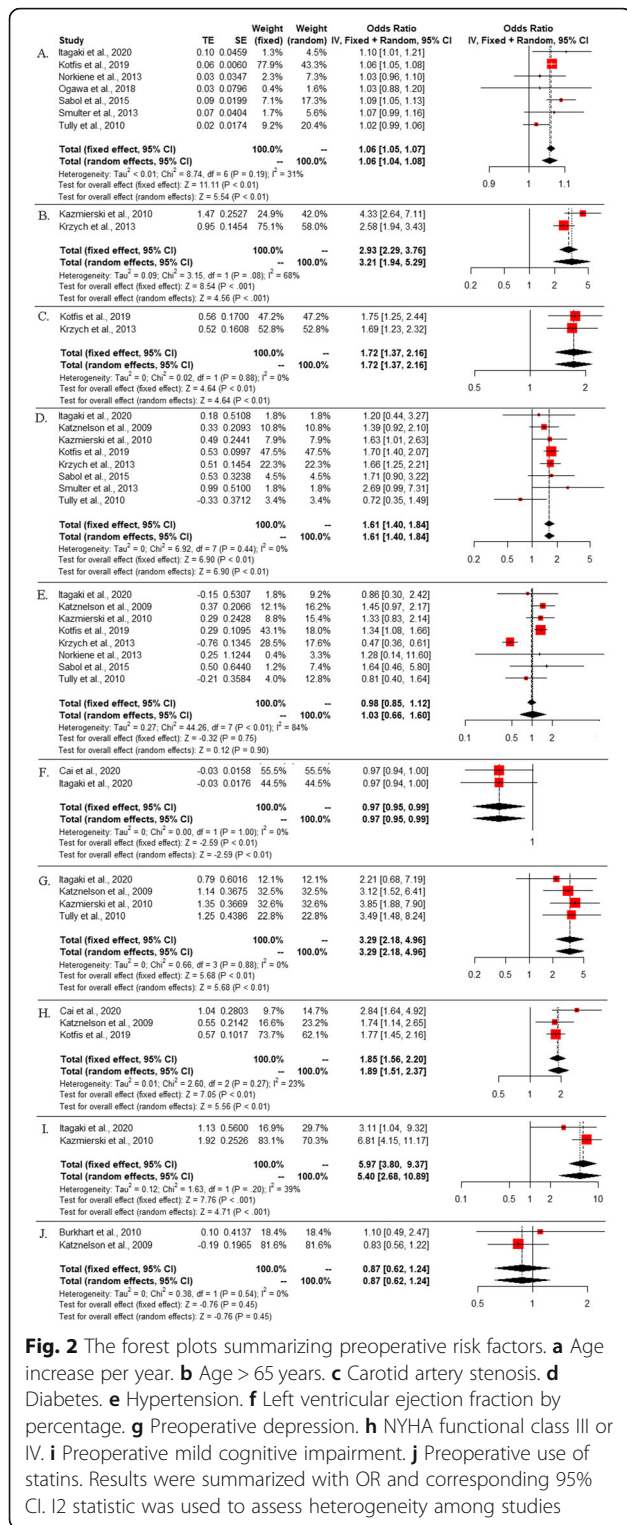 Study TE SE Weight (fixed) Weight (random) Odds Ratio IV, Fixed + Random, 95% CI Odds Ratio IV, Fixed + Random, 95% CI
A.
Itagaki et al., 2020 0.10 0.0459 1.3% 4.5% 1.10 [1.01, 1.21]
Kotfis et al., 2019 0.06 0.0060 77.9% 43.3% 1.06 [1.05, 1.08]
Norkiene et al., 2013 0.03 0.0347 2.3% 7.3% 1.03 [0.96, 1.10]
Ogawa et al., 2018 0.03 0.0796 0.4% 1.6% 1.03 [0.88, 1.20]
Sabol et al., 2015 0.09 0.0199 7.1% 17.3% 1.09 [1.05, 1.13]
Smulter et al., 2013 0.07 0.0404 1.7% 5.6% 1.07 [0.99, 1.16]
Tully et al., 2010 0.02 0.0174 9.2% 20.4% 1.02 [0.99, 1.06]
Total (fixed effect, 95% CI) 100.0% -- 1.06 [1.05, 1.07]
Total (random effects, 95% CI) -- 100.0% 1.06 [1.04, 1.08]
Heterogeneity: Tau² < 0.01; Chi² = 8.74, df = 6 (P = 0.19); I² = 31%
Test for overall effect (fixed effect): Z = 11.11 (P < 0.01)
Test for overall effect (random effects): Z = 5.54 (P < 0.01)
0.9 1 1.1
B.
Kazmierski et al., 2010 1.47 0.2527 24.9% 42.0% 4.33 [2.64, 7.11]
Krzych et al., 2013 0.95 0.1454 75.1% 58.0% 2.58 [1.94, 3.43]
Total (fixed effect, 95% CI) 100.0% -- 2.93 [2.29, 3.76]
Total (random effects, 95% CI) -- 100.0% 3.21 [1.94, 5.29]
Heterogeneity: Tau² = 0.09; Chi² = 3.15, df = 1 (P = .08); I² = 68%
Test for overall effect (fixed effect): Z = 8.54 (P < .001)
Test for overall effect (random effects): Z = 4.56 (P < .001)
0.2 0.5 1 2 5
C.
Kotfis et al., 2019 0.56 0.1700 47.2% 47.2% 1.75 [1.25, 2.44]
Krzych et al., 2013 0.52 0.1608 52.8% 52.8% 1.69 [1.23, 2.32]
Total (fixed effect, 95% CI) 100.0% -- 1.72 [1.37, 2.16]
Total (random effects, 95% CI) -- 100.0% 1.72 [1.37, 2.16]
Heterogeneity: Tau² = 0; Chi² = 0.02, df = 1 (P = 0.88); I² = 0%
Test for overall effect (fixed effect): Z = 4.64 (P < 0.01)
Test for overall effect (random effects): Z = 4.64 (P < 0.01)
0.5 1 2
D.
Itagaki et al., 2020 0.18 0.5108 1.8% 1.8% 1.20 [0.44, 3.27]
Katznelson et al., 2009 0.33 0.2093 10.8% 10.8% 1.39 [0.92, 2.10]
Kazmierski et al., 2010 0.49 0.2441 7.9% 7.9% 1.63 [1.01, 2.63]
Kotfis et al., 2019 0.53 0.0997 47.5% 47.5% 1.70 [1.40, 2.07]
Krzych et al., 2013 0.51 0.1454 22.3% 22.3% 1.66 [1.25, 2.21]
Sabol et al., 2015 0.53 0.3238 4.5% 4.5% 1.71 [0.90, 3.22]
Smulter et al., 2013 0.99 0.5100 1.8% 1.8% 2.69 [0.99, 7.31]
Tully et al., 2010 -0.33 0.3712 3.4% 3.4% 0.72 [0.35, 1.49]
Total (fixed effect, 95% CI) 100.0% -- 1.61 [1.40, 1.84]
Total (random effects, 95% CI) -- 100.0% 1.61 [1.40, 1.84]
Heterogeneity: Tau² = 0; Chi² = 6.92, df = 7 (P = 0.44); I² = 0%
Test for overall effect (fixed effect): Z = 6.90 (P < 0.01)
Test for overall effect (random effects): Z = 6.90 (P < 0.01)
0.2 0.5 1 2 5
E.
Itagaki et al., 2020 -0.15 0.5307 1.8% 9.2% 0.86 [0.30, 2.42]
Katznelson et al., 2009 0.37 0.2066 12.1% 16.2% 1.45 [0.97, 2.17]
Kazmierski et al., 2010 0.29 0.2428 8.8% 15.4% 1.33 [0.83, 2.14]
Kotfis et al., 2019 0.29 0.1095 43.1% 18.0% 1.34 [1.08, 1.66]
Krzych et al., 2013 -0.76 0.1345 28.5% 17.6% 0.47 [0.36, 0.61]
Norkiene et al., 2013 0.25 1.1244 0.4% 3.3% 1.28 [0.14, 11.60]
Sabol et al., 2015 0.50 0.6440 1.2% 7.4% 1.64 [0.46, 5.80]
Tully et al., 2010 -0.21 0.3584 4.0% 12.8% 0.81 [0.40, 1.64]
Total (fixed effect, 95% CI) 100.0% -- 0.98 [0.85, 1.12]
Total (random effects, 95% CI) -- 100.0% 1.03 [0.66, 1.60]
Heterogeneity: Tau² = 0.27; Chi² = 44.26, df = 7 (P < 0.01); I² = 84%
Test for overall effect (fixed effect): Z = -0.32 (P = 0.75)
Test for overall effect (random effects): Z = 0.12 (P = 0.90)
0.1 0.5 1 2 10
F.
Cai et al., 2020 -0.03 0.0158 55.5% 55.5% 0.97 [0.94, 1.00]
Itagaki et al., 2020 -0.03 0.0176 44.5% 44.5% 0.97 [0.94, 1.00]
Total (fixed effect, 95% CI) 100.0% -- 0.97 [0.95, 0.99]
Total (random effects, 95% CI) -- 100.0% 0.97 [0.95, 0.99]
Heterogeneity: Tau² = 0; Chi² = 0.00, df = 1 (P = 1.00); I² = 0%
Test for overall effect (fixed effect): Z = -2.59 (P < 0.01)
Test for overall effect (random effects): Z = -2.59 (P < 0.01)
1
G.
Itagaki et al., 2020 0.79 0.6016 12.1% 12.1% 2.21 [0.68, 7.19]
Katznelson et al., 2009 1.14 0.3675 32.5% 32.5% 3.12 [1.52, 6.41]
Kazmierski et al., 2010 1.35 0.3669 32.6% 32.6% 3.85 [1.88, 7.90]
Tully et al., 2010 1.25 0.4386 22.8% 22.8% 3.49 [1.48, 8.24]
Total (fixed effect, 95% CI) 100.0% -- 3.29 [2.18, 4.96]
Total (random effects, 95% CI) -- 100.0% 3.29 [2.18, 4.96]
Heterogeneity: Tau² = 0; Chi² = 0.66, df = 3 (P = 0.88); I² = 0%
Test for overall effect (fixed effect): Z = 5.68 (P < 0.01)
Test for overall effect (random effects): Z = 5.68 (P < 0.01)
0.2 0.5 1 2 5
H.
Cai et al., 2020 1.04 0.2803 9.7% 14.7% 2.84 [1.64, 4.92]
Katznelson et al., 2009 0.55 0.2142 16.6% 23.2% 1.74 [1.14, 2.65]
Kotfis et al., 2019 0.57 0.1017 73.7% 62.1% 1.77 [1.45, 2.16]
Total (fixed effect, 95% CI) 100.0% -- 1.85 [1.56, 2.20]
Total (random effects, 95% CI) -- 100.0% 1.89 [1.51, 2.37]
Heterogeneity: Tau² = 0.01; Chi² = 2.60, df = 2 (P = 0.27); I² = 23%
Test for overall effect (fixed effect): Z = 7.05 (P < 0.01)
Test for overall effect (random effects): Z = 5.56 (P < 0.01)
0.5 1 2
I.
Itagaki et al., 2020 1.13 0.5600 16.9% 29.7% 3.11 [1.04, 9.32]
Kazmierski et al., 2010 1.92 0.2526 83.1% 70.3% 6.81 [4.15, 11.17]
Total (fixed effect, 95% CI) 100.0% -- 5.97 [3.80, 9.37]
Total (random effects, 95% CI) -- 100.0% 5.40 [2.68, 10.89]
Heterogeneity: Tau² = 0.12; Chi² = 1.63, df = 1 (P = .20); I² = 39%
Test for overall effect (fixed effect): Z = 7.76 (P < .001)
Test for overall effect (random effects): Z = 4.71 (P < .001)
0.1 0.5 1 2 10
J.
Burkhart et al., 2010 0.10 0.4137 18.4% 18.4% 1.10 [0.49, 2.47]
Katznelson et al., 2009 -0.19 0.1965 81.6% 81.6% 0.83 [0.56, 1.22]
Total (fixed effect, 95% CI) 100.0% -- 0.87 [0.62, 1.24]
Total (random effects, 95% CI) -- 100.0% 0.87 [0.62, 1.24]
Heterogeneity: Tau² = 0; Chi² = 0.38, df = 1 (P = 0.54); I² = 0%
Test for overall effect (fixed effect): Z = -0.76 (P = 0.45)
Test for overall effect (random effects): Z = -0.76 (P = 0.45)
0.5 1 2
Fig. 2 The forest plots summarizing preoperative risk factors. a Age
increase per year. b Age > 65 years. c Carotid artery stenosis. d
Diabetes. e Hypertension. f Left ventricular ejection fraction by
percentage. g Preoperative depression. h NYHA functional class III or
IV. i Preoperative mild cognitive impairment. j Preoperative use of
statins. Results were summarized with OR and corresponding 95%
CI. I2 statistic was used to assess heterogeneity among studies